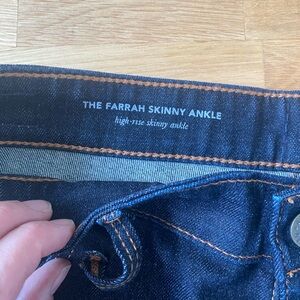 THE FARRAH SKINNY ANKLE
high-rise skinny ankle